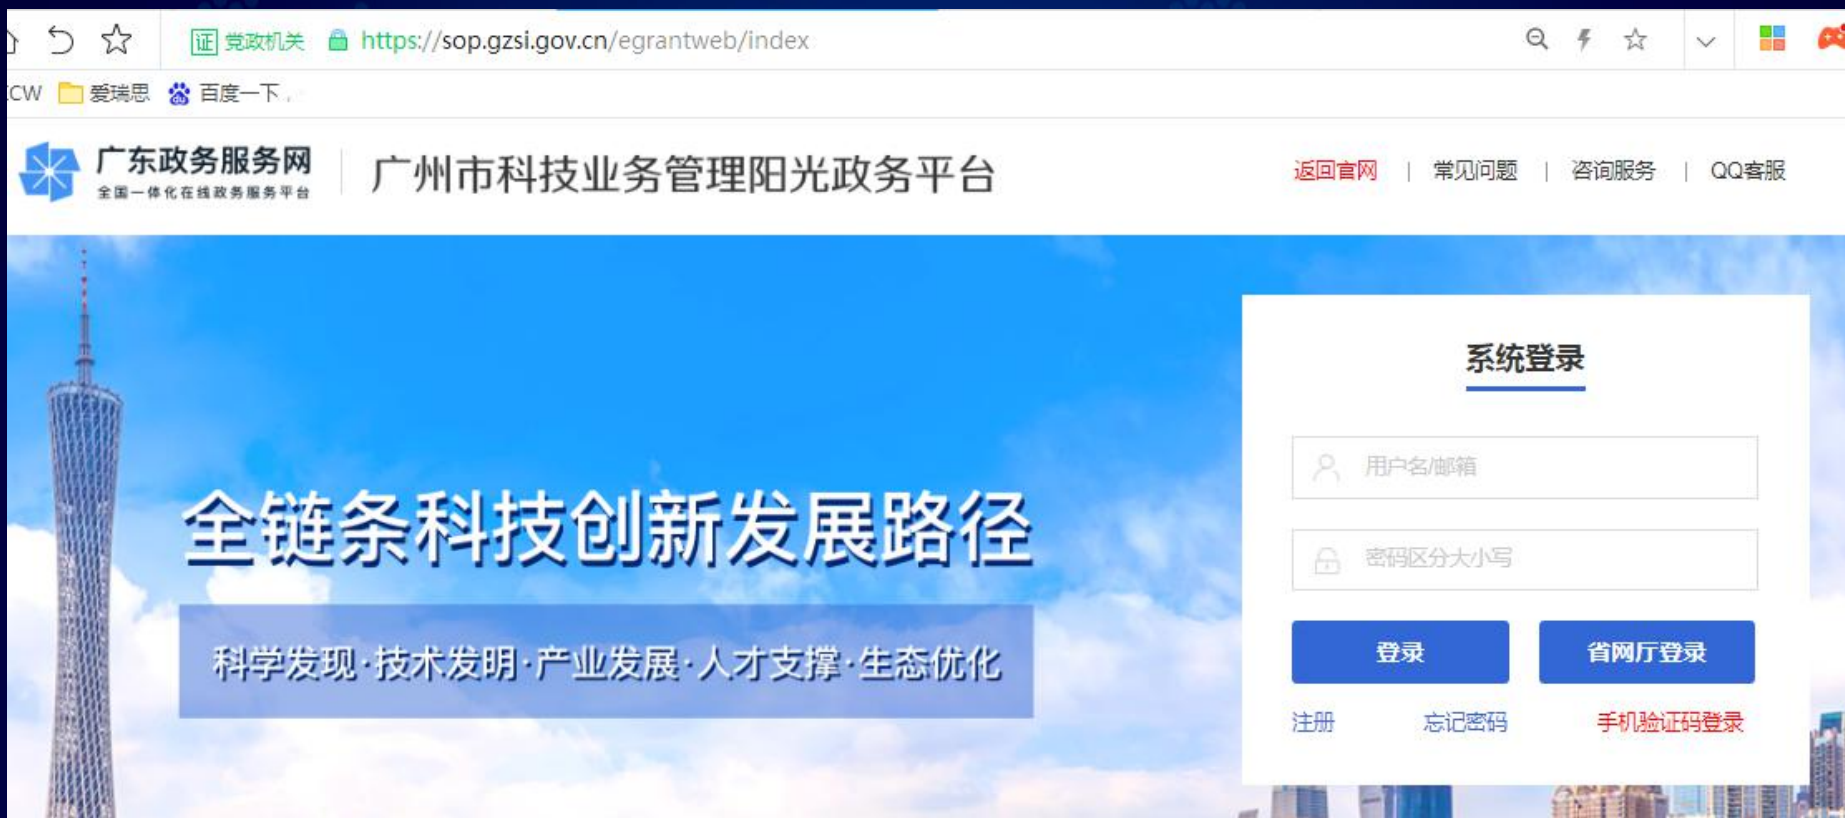 证 党政机关 https://sop.gzsi.gov.cn/egrantweb/index
CW 爱瑞思 百度一下，
广东政务服务网
全国一体化在线政务服务平台
广州市科技业务管理阳光政务平台
返回官网 | 常见问题 | 咨询服务 | QQ客服
系统登录
用户名/邮箱
密码区分大小写
登录 省网厅登录
注册 忘记密码 手机验证码登录
全链条科技创新发展路径
科学发现·技术发明·产业发展·人才支撑·生态优化